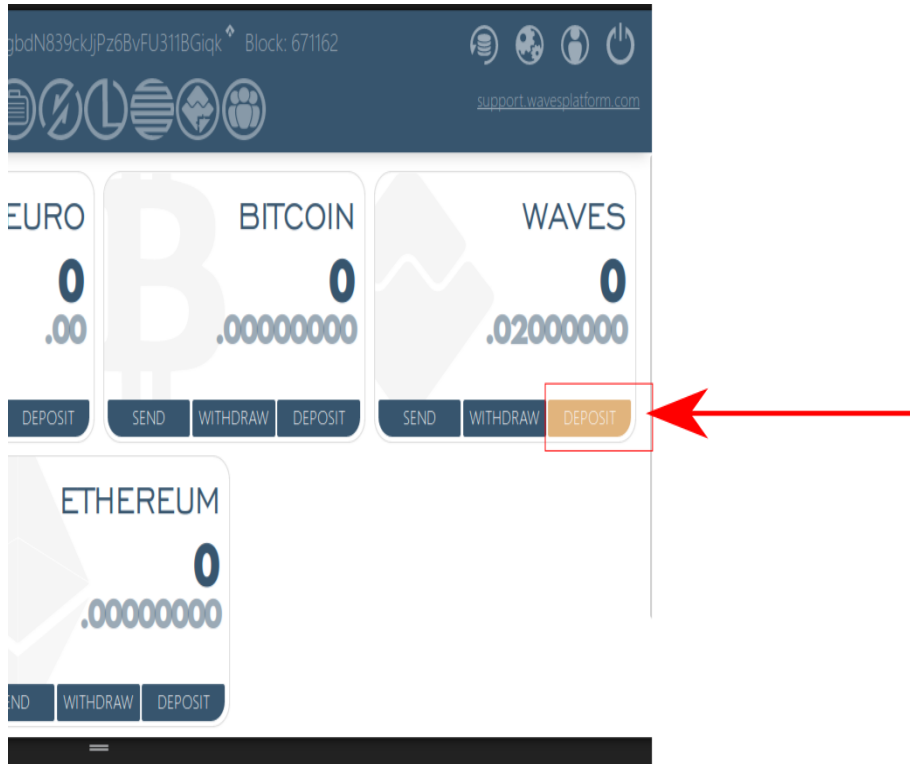 gbdN839ckJjPz6BvFU311BGiqk Block: 671162
support.wavesplatform.com
EURO
0
.00
DEPOSIT
BITCOIN
0
.00000000
SEND WITHDRAW DEPOSIT
WAVES
0
.02000000
SEND WITHDRAW DEPOSIT
ETHEREUM
0
.00000000
END WITHDRAW DEPOSIT